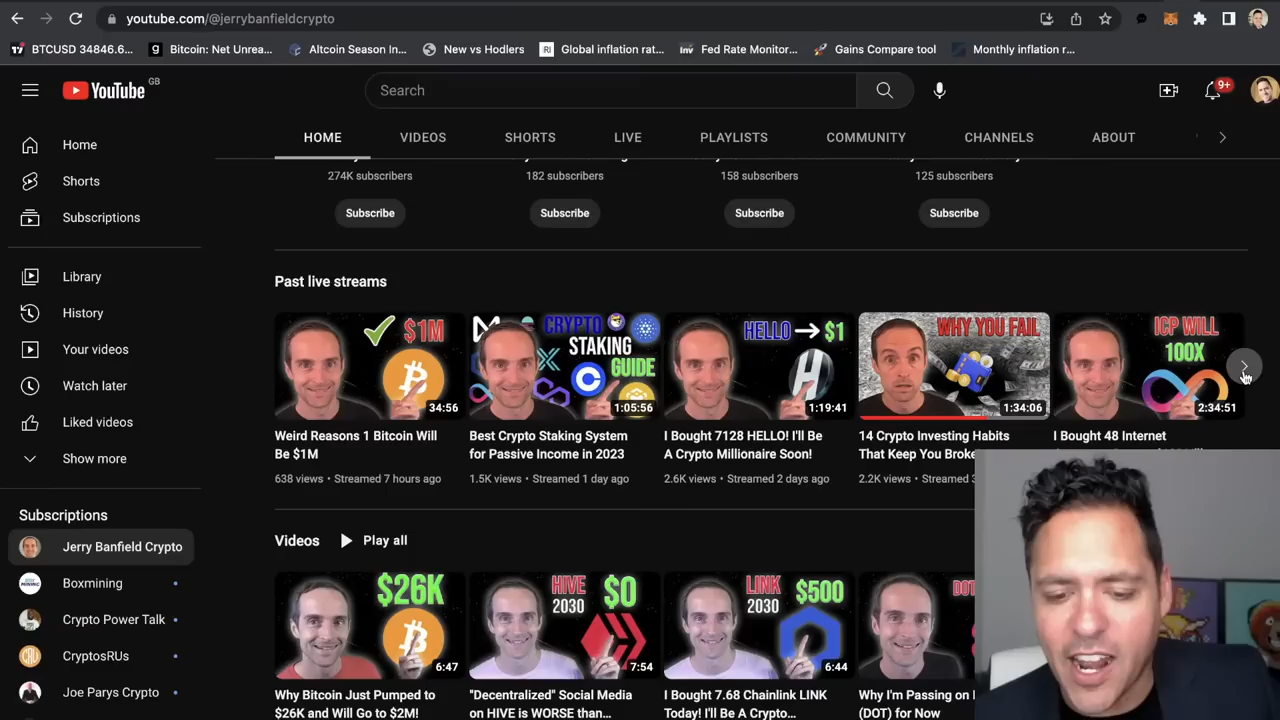 youtube.com/@jerrybanfieldcrypto
BTCUSD 34846.6...
Bitcoin: Net Unrea...
Altcoin Season In...
New vs Hodlers
Global inflation rat...
Fed Rate Monitor...
Gains Compare tool
Monthly inflation r...
YouTube GB
Search
9+
HOME
VIDEOS
SHORTS
LIVE
PLAYLISTS
COMMUNITY
CHANNELS
ABOUT
Home
Shorts
Subscriptions
Library
History
Your videos
Watch later
Liked videos
Show more
Subscriptions
Jerry Banfield Crypto
Boxmining
Crypto Power Talk
CryptosRUs
Joe Parys Crypto
274K subscribers
182 subscribers
158 subscribers
125 subscribers
Subscribe
Subscribe
Subscribe
Subscribe
Past live streams
$1M
34:56
CRYPTO
STAKING
GUIDE
1:05:56
HELLO → $1
1:19:41
WHY YOU FAIL
1:34:06
ICP WILL
100X
2:34:51
Weird Reasons 1 Bitcoin Will
Be $1M
638 views • Streamed 7 hours ago
Best Crypto Staking System
for Passive Income in 2023
1.5K views • Streamed 1 day ago
I Bought 7128 HELLO! I'll Be
A Crypto Millionaire Soon!
2.6K views • Streamed 2 days ago
14 Crypto Investing Habits
That Keep You Broke
2.2K views • Streamed
I Bought 48 Internet
Videos
Play all
$26K
6:47
HIVE
2030
$0
7:54
LINK
2030
$500
6:44
DOT
Why Bitcoin Just Pumped to
$26K and Will Go to $2M!
"Decentralized" Social Media
on HIVE is WORSE than...
I Bought 7.68 Chainlink LINK
Today! I'll Be A Crypto...
Why I'm Passing on
(DOT) for Now